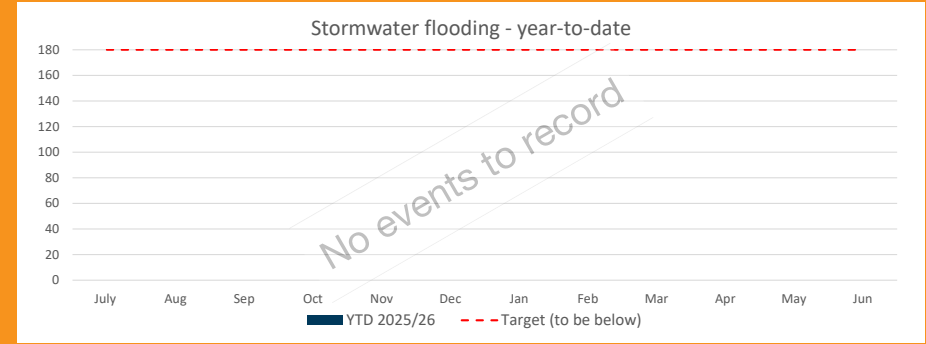 Stormwater flooding - year-to-date
180
160
140
120
100
80
60
40
20
0
No events to record
July Aug Sep Oct Nov Dec Jan Feb Mar Apr May Jun
YTD 2025/26 Target (to be below)